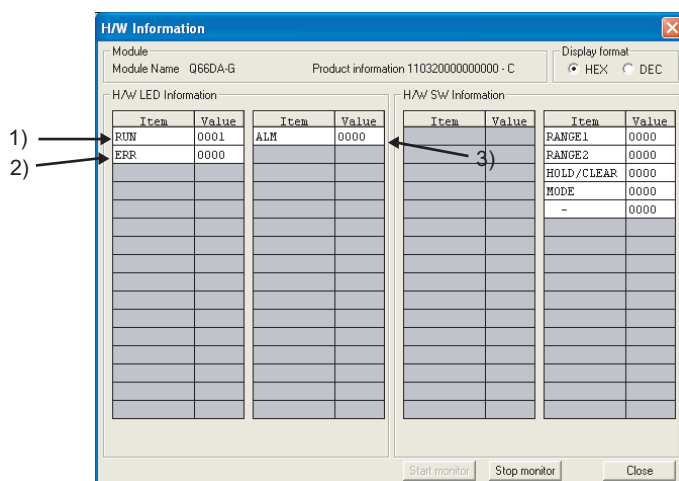 H/W Information
Module
Module Name Q66DA-G
Product information 110320000000000 - C
Display format
HEX DEC
H/W LED Information
Item Value Item Value
RUN 0001 ALM 0000
ERR 0000
H/W SW Information
Item Value Item Value
RANGE1 0000
RANGE2 0000
HOLD/CLEAR 0000
MODE 0000
- 0000
1)
2)
3)
Start monitor
Stop monitor
Close